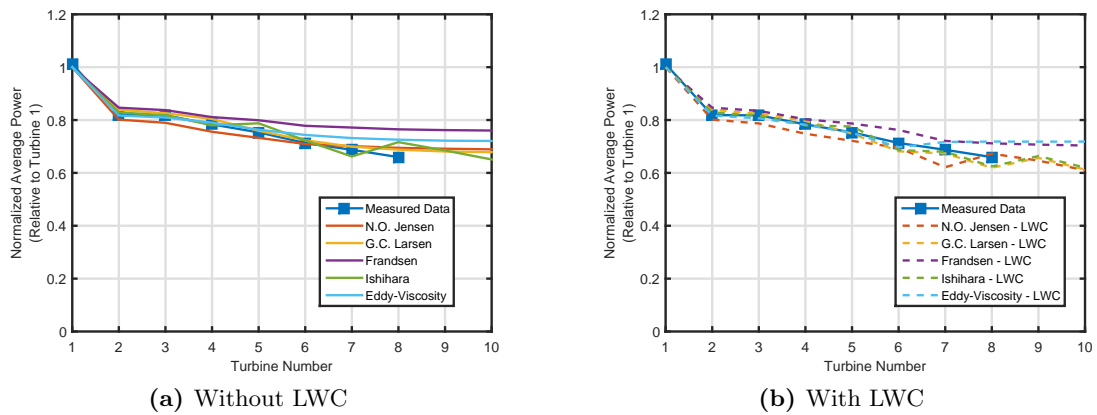 1.2
1
0.8
0.6
0.4
0.2
0
Normalized Average Power
(Relative to Turbine 1)
Measured Data
N.O. Jensen
G.C. Larsen
Frandsen
Ishihara
Eddy-Viscosity
1 2 3 4 5 6 7 8 9 10
Turbine Number
(a) Without LWC
1.2
1
0.8
0.6
0.4
0.2
0
Normalized Average Power
(Relative to Turbine 1)
Measured Data
N.O. Jensen - LWC
G.C. Larsen - LWC
Frandsen - LWC
Ishihara - LWC
Eddy-Viscosity - LWC
1 2 3 4 5 6 7 8 9 10
Turbine Number
(b) With LWC